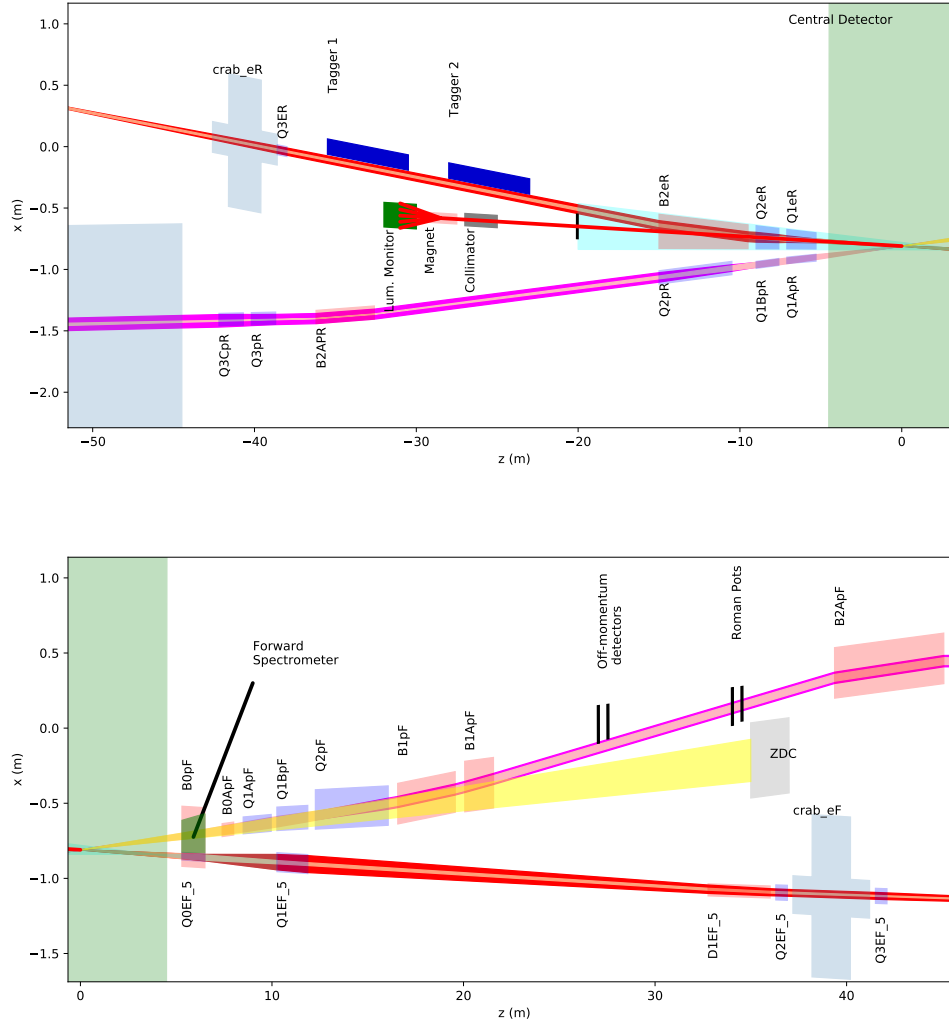 Central Detector
Tagger 1
Tagger 2
crab_eR
Q3ER
B2eR
Q2eR
Q1eR
Lum. Monitor
Magnet
Collimator
Q2pR
Q1BpR
Q1ApR
Q3CpR
Q3pR
B2APR
x (m)
1.0
0.5
0.0
−0.5
−1.0
−1.5
−2.0
−50
−40
−30
−20
−10
0
z (m)
Forward
Spectrometer
Off-momentum
detectors
Roman Pots
B2ApF
B0pF
B0ApF
Q1ApF
Q1BpF
Q2pF
B1pF
B1ApF
ZDC
crab_eF
Q0EF_5
Q1EF_5
D1EF_5
Q2EF_5
Q3EF_5
x (m)
1.0
0.5
0.0
−0.5
−1.0
−1.5
0
10
20
30
40
z (m)